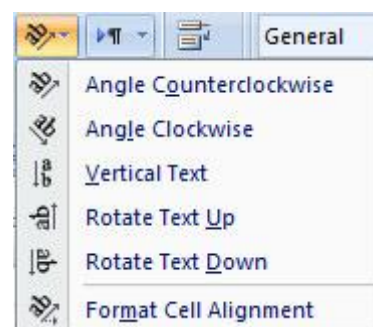 General
Angle Counterclockwise
Angle Clockwise
Vertical Text
Rotate Text Up
Rotate Text Down
Format Cell Alignment